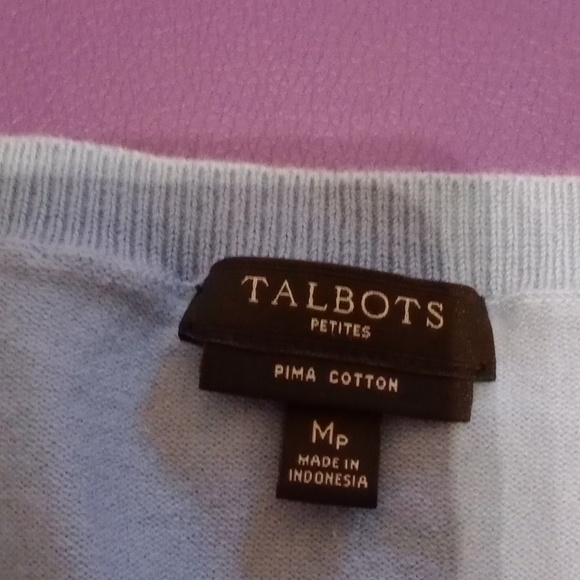 TALBOTS
PETITES
PIMA COTTON
MP
MADE IN
INDONESIA